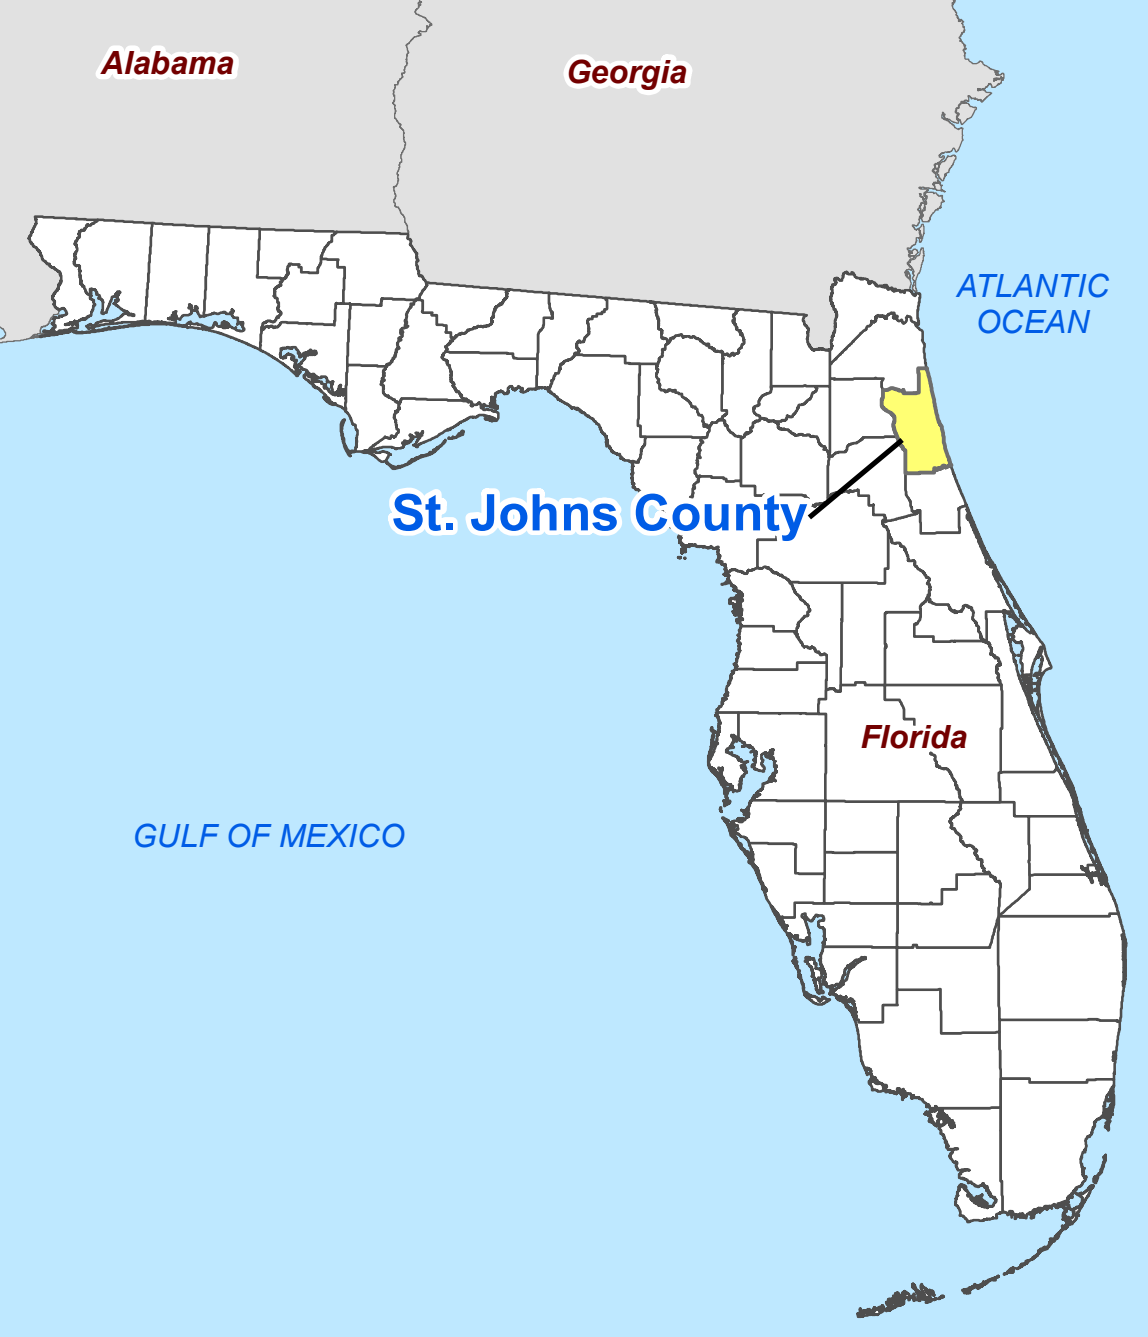 Alabama
Georgia
ATLANTIC
OCEAN
St. Johns County
Florida
GULF OF MEXICO